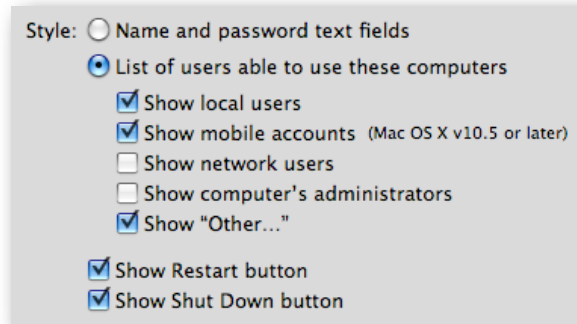 Style: Name and password text fields
List of users able to use these computers
Show local users
Show mobile accounts (Mac OS X v10.5 or later)
Show network users
Show computer's administrators
Show “Other…”
Show Restart button
Show Shut Down button